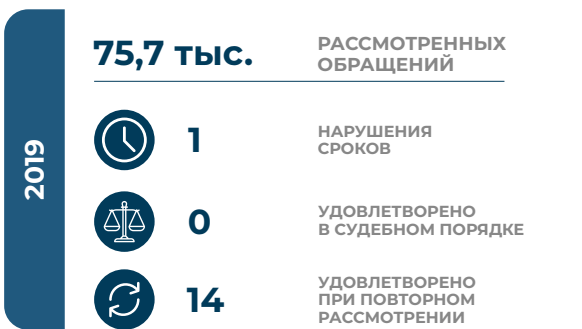 2019
75,7 тыс.
РАССМОТРЕННЫХ
ОБРАЩЕНИЙ
1
НАРУШЕНИЯ
СРОКОВ
0
УДОВЛЕТВОРЕНО
В СУДЕБНОМ ПОРЯДКЕ
14
УДОВЛЕТВОРЕНО
ПРИ ПОВТОРНОМ
РАССМОТРЕНИИ